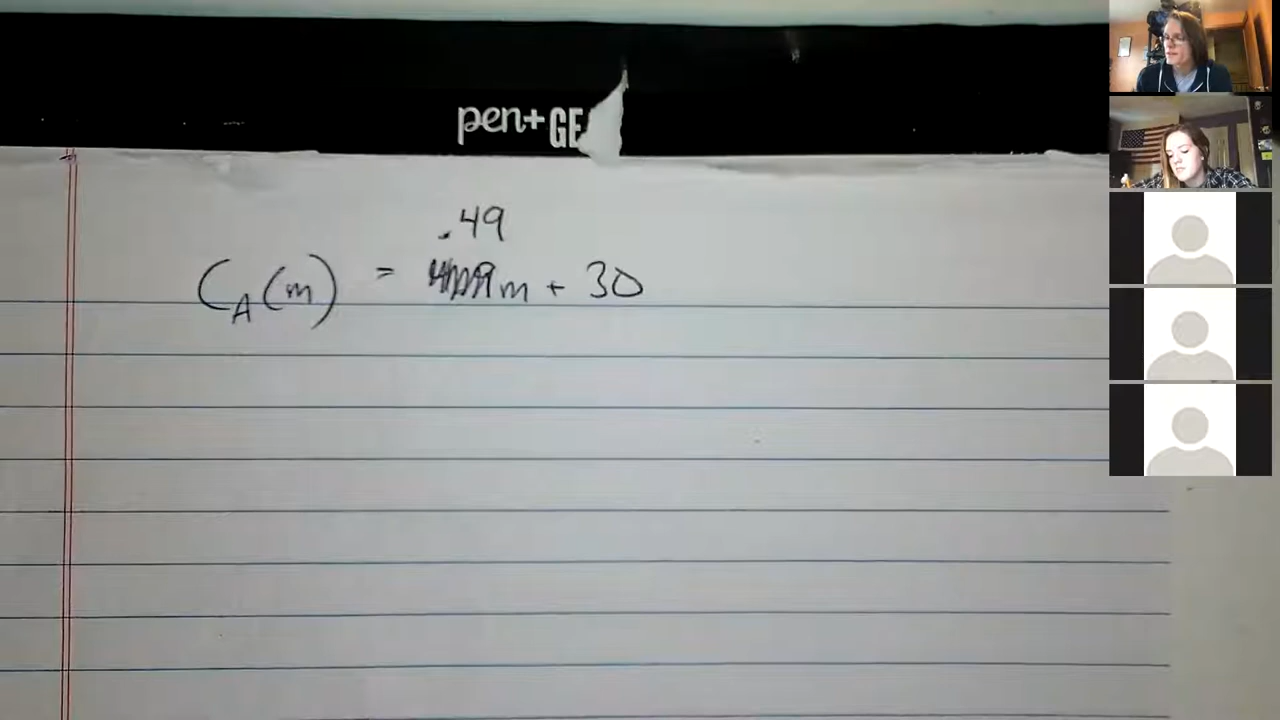 pen+GE
.49
C_A(m) = m + 30